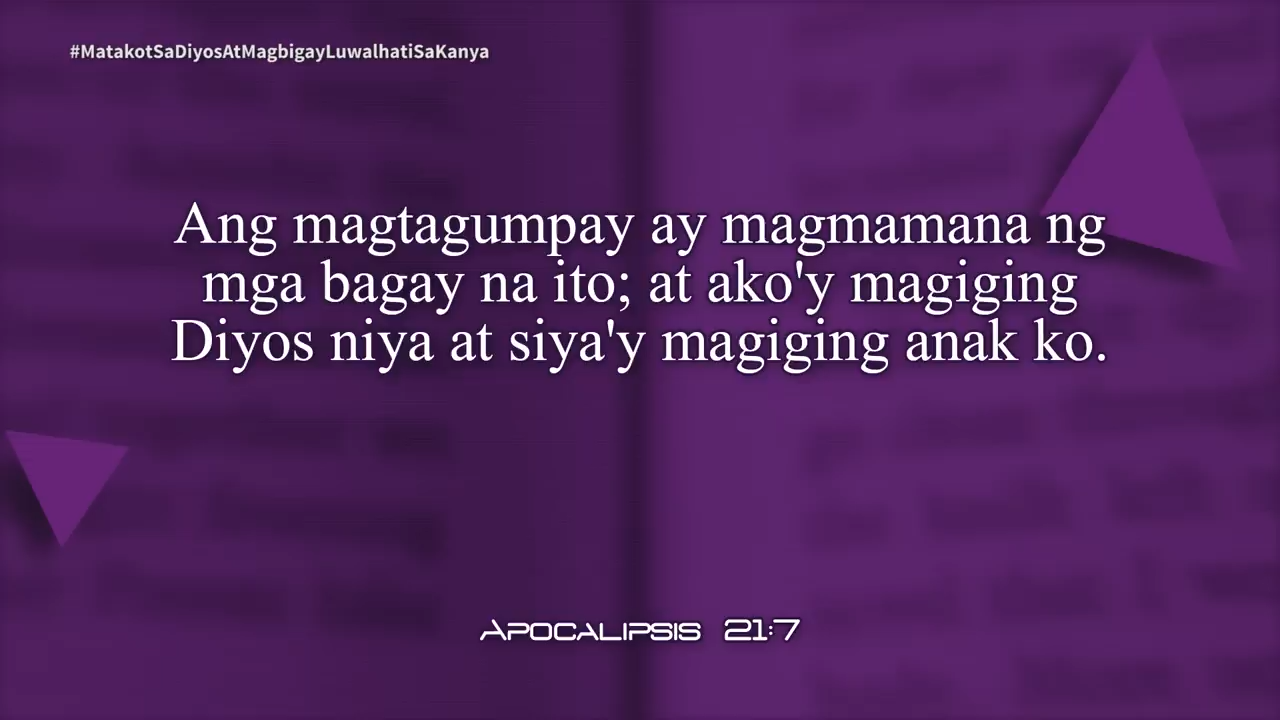 #MatakotSaDiyosAtMagbigayLuwalhatiSaKanya
Ang magtagumpay ay magmamana ng
mga bagay na ito; at ako'y magiging
Diyos niya at siya'y magiging anak ko.
Apocalipsis 21:7